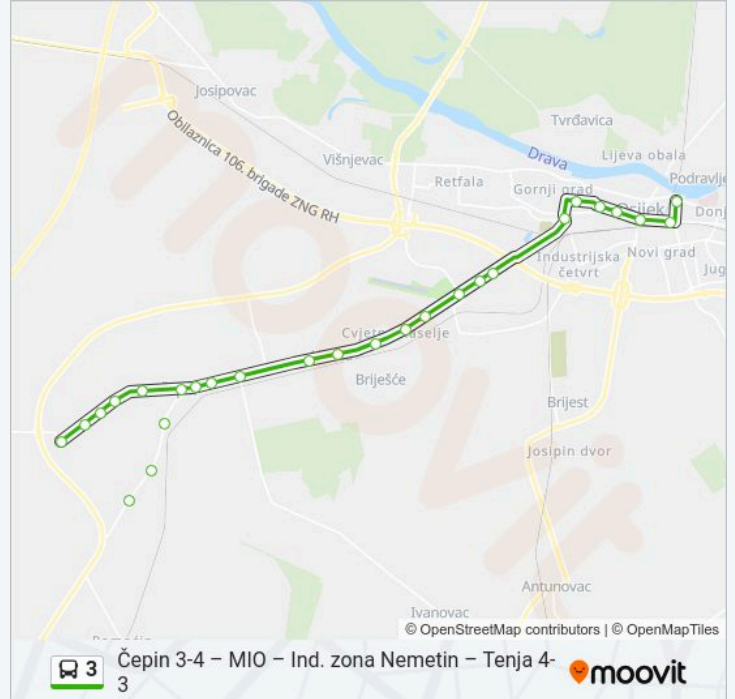 Josipovac
Tvrđavica
Obilaznica 106. brigade ZNG RH
Višnjevac
Drava
Lijeva obala
Retfala
Podravlje
Gornji grad
Osijek
Donj
Industrijska
četvrt
Novi grad
Jug
Cvjetno naselje
Briješće
Brijest
Josipin dvor
Antunovac
Ivanovac
moovit
© OpenStreetMap contributors | © OpenMapTiles
3
Čepin 3-4 – MIO – Ind. zona Nemetin – Tenja 4-
3
moovit